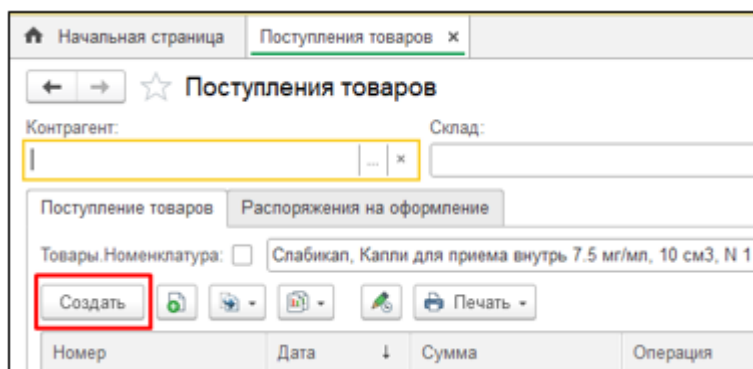 Начальная страница Поступления товаров ×
Поступления товаров
Контрагент: Склад:
... ×
Поступление товаров Распоряжения на оформление
Товары.Номенклатура: Слабикап, Капли для приема внутрь 7.5 мг/мл, 10 см3, N 1
Создать Печать
Номер Дата ↓ Сумма Операция